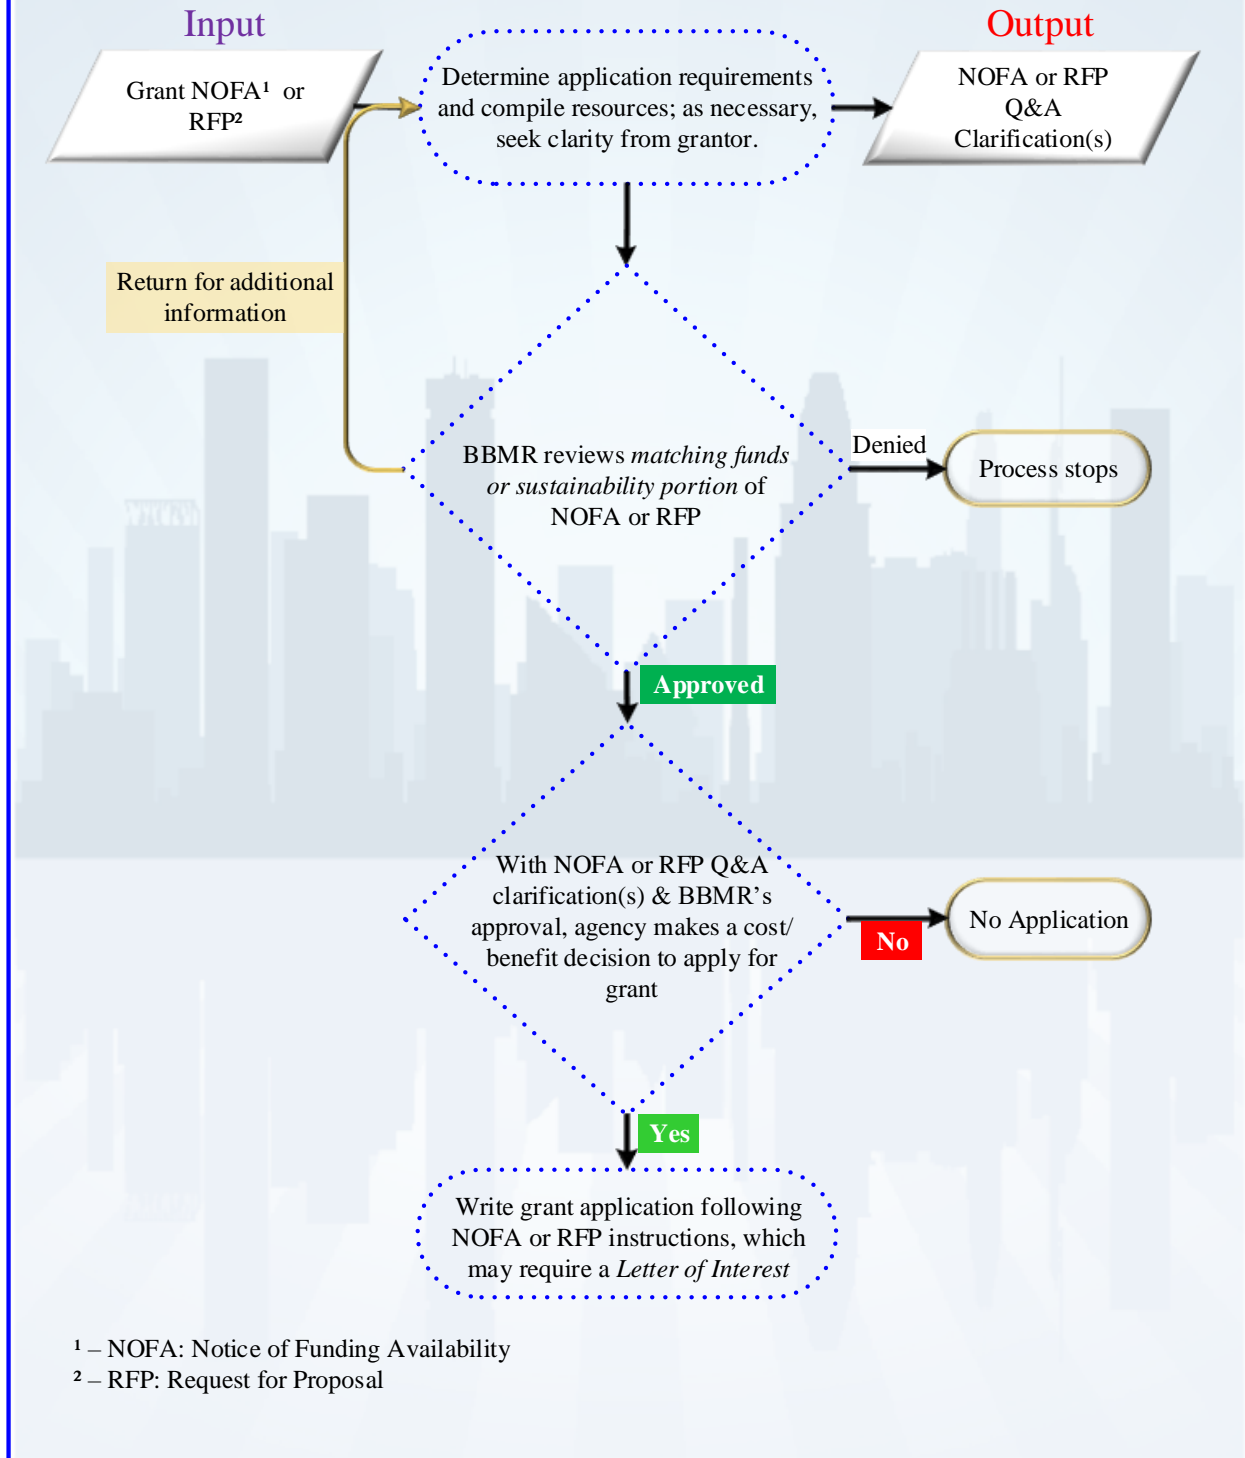 Input
Output
Grant NOFA¹ or
RFP²
Determine application requirements
and compile resources; as necessary,
seek clarity from grantor.
NOFA or RFP
Q&A
Clarification(s)
Return for additional
information
BBMR reviews matching funds
or sustainability portion of
NOFA or RFP
Denied
Process stops
Approved
With NOFA or RFP Q&A
clarification(s) & BBMR’s
approval, agency makes a cost/
benefit decision to apply for
grant
No
No Application
Yes
Write grant application following
NOFA or RFP instructions, which
may require a Letter of Interest
¹ – NOFA: Notice of Funding Availability
² – RFP: Request for Proposal